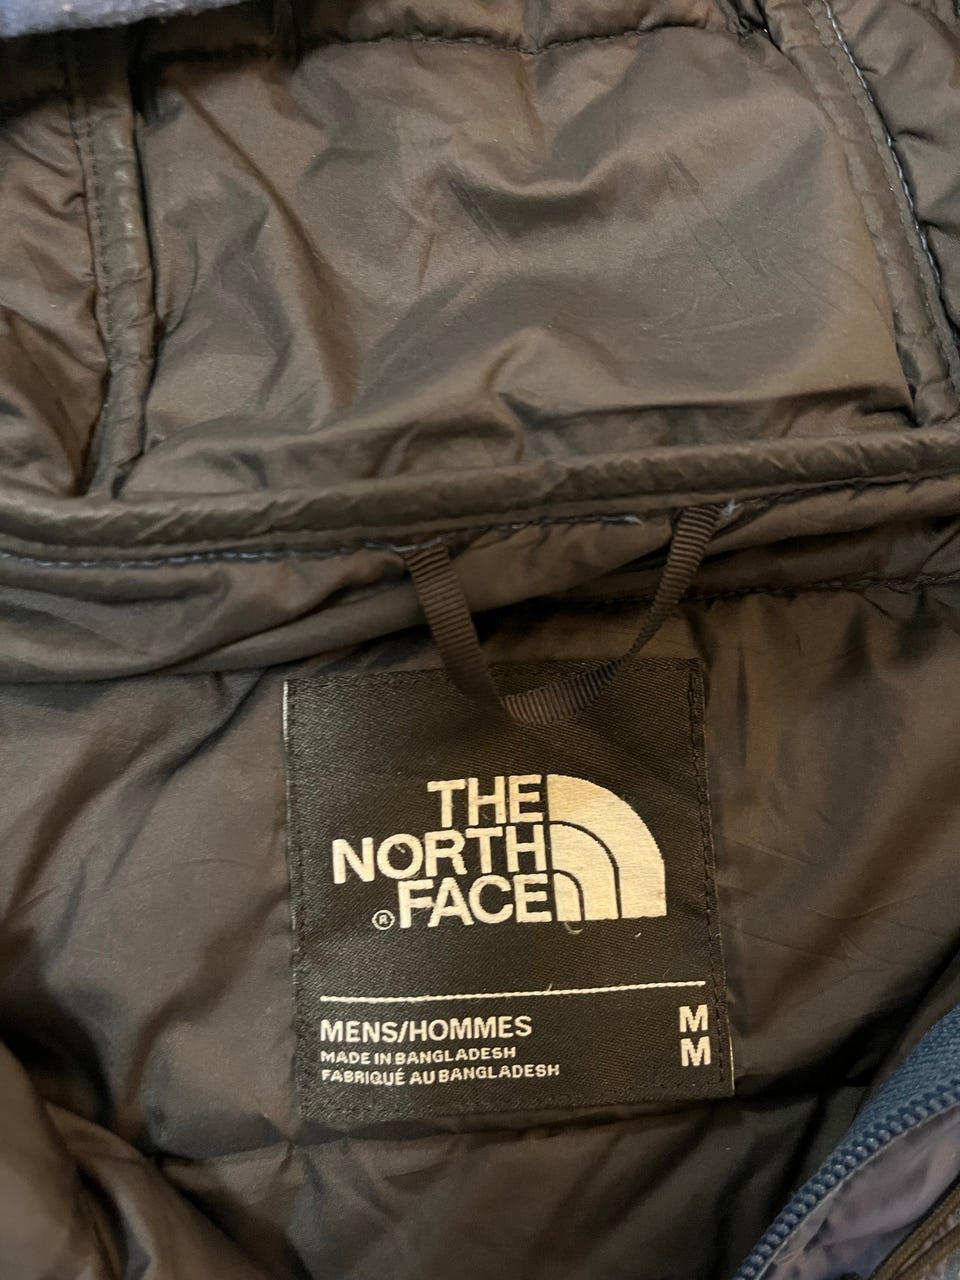 THE
NORTH
®FACE
MENS/HOMMES M
MADE IN BANGLADESH M
FABRIQUÉ AU BANGLADESH